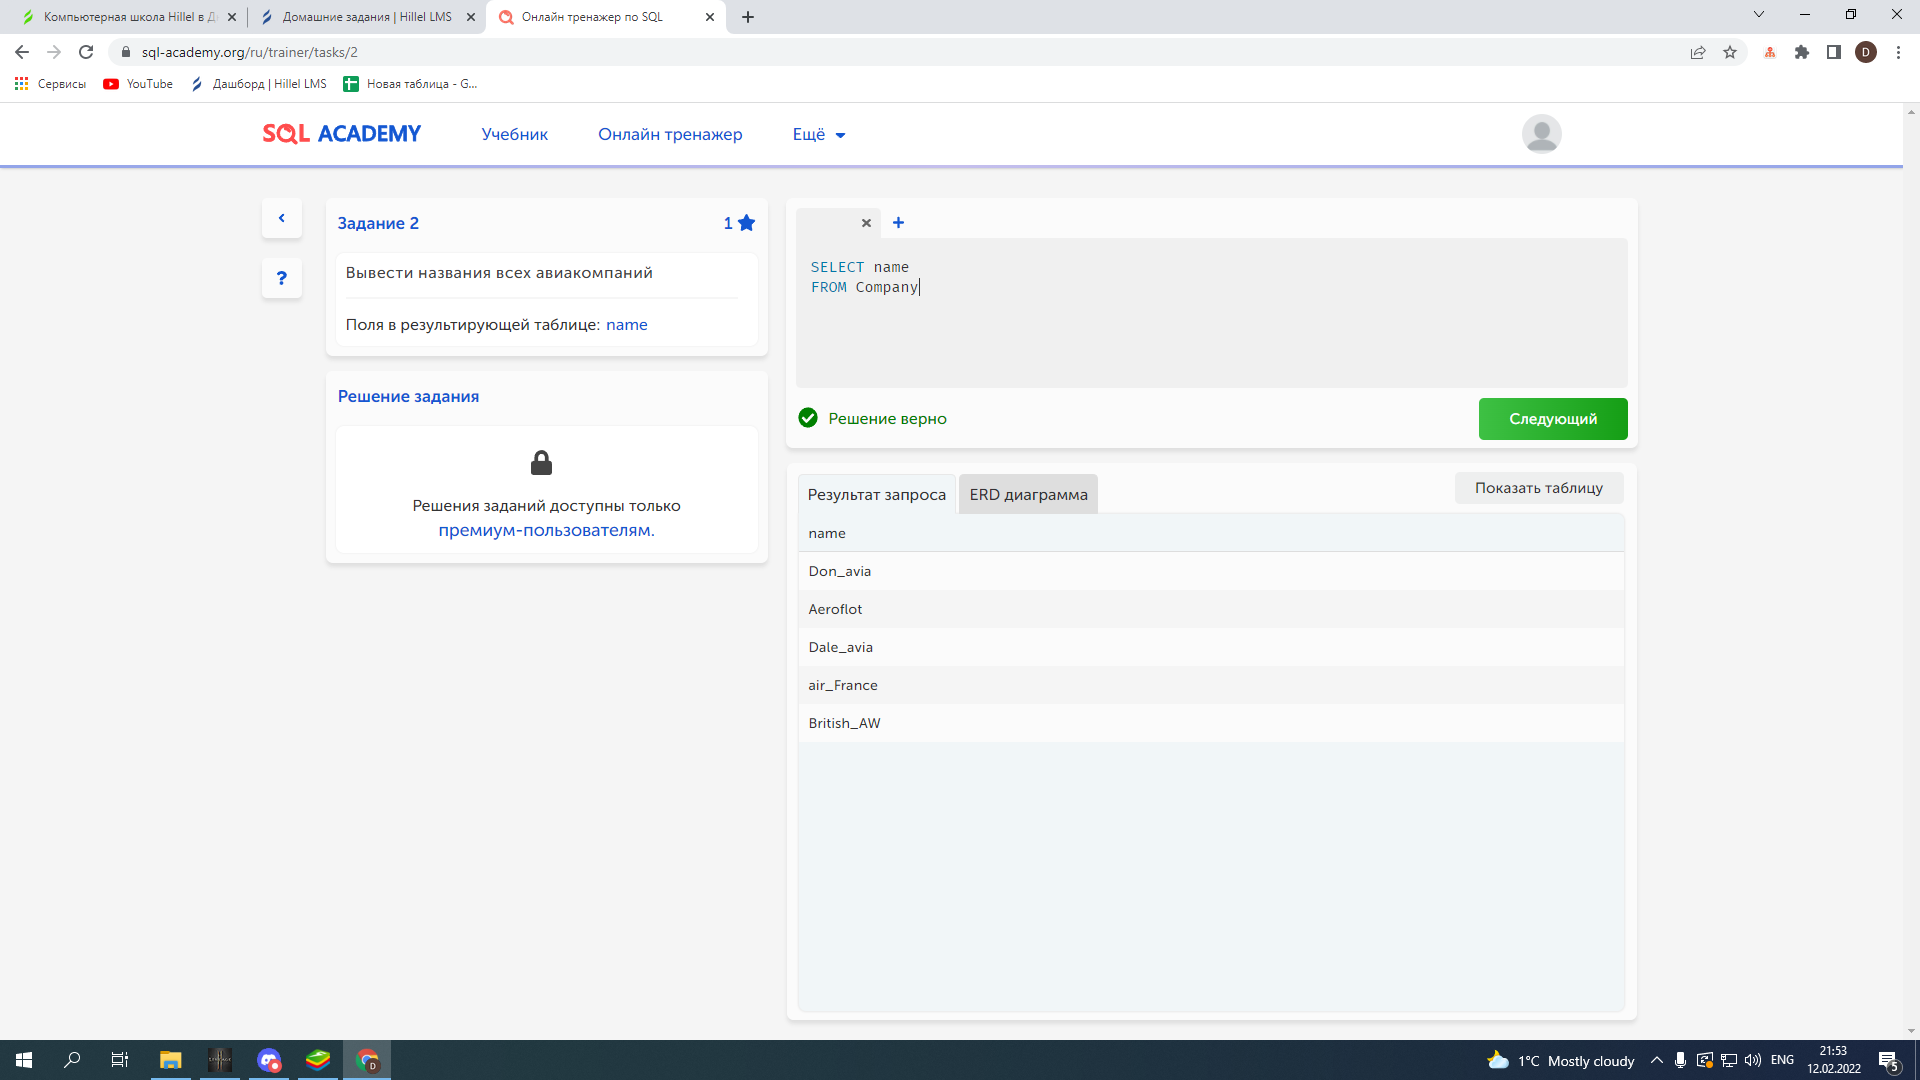 Компьютерная школа Hillel в Д
Домашние задания | Hillel LMS
Онлайн тренажер по SQL
sql-academy.org/ru/trainer/tasks/2
D
Сервисы
YouTube
Дашборд | Hillel LMS
Новая таблица - G...
SQL ACADEMY
Учебник
Онлайн тренажер
Ещё
Задание 2
1
?
Вывести названия всех авиакомпаний
Поля в результирующей таблице: name
Решение задания
Решения заданий доступны только
премиум-пользователям.
SELECT name
FROM Company
Решение верно
Следующий
Результат запроса
ERD диаграмма
Показать таблицу
name
Don_avia
Aeroflot
Dale_avia
air_France
British_AW
D
1°C Mostly cloudy
ENG
21:53
12.02.2022
5